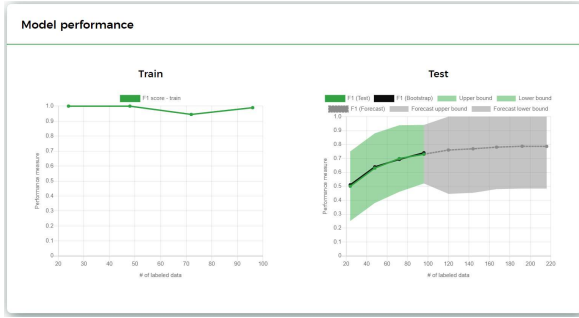 Model performance
Train
F1 score - train
1.0
0.9
0.8
0.7
0.6
0.5
0.4
0.3
0.2
0.1
0
Performance measure
20 30 40 50 60 70 80 90 100
# of labeled data
Test
F1 (Test) F1 (Bootstrap) Upper bound Lower bound
F1 (Forecast) Forecast upper bound Forecast lower bound
1.0
0.9
0.8
0.7
0.6
0.5
0.4
0.3
0.2
0.1
0
Performance measure
20 40 60 80 100 120 140 160 180 200 220
# of labeled data